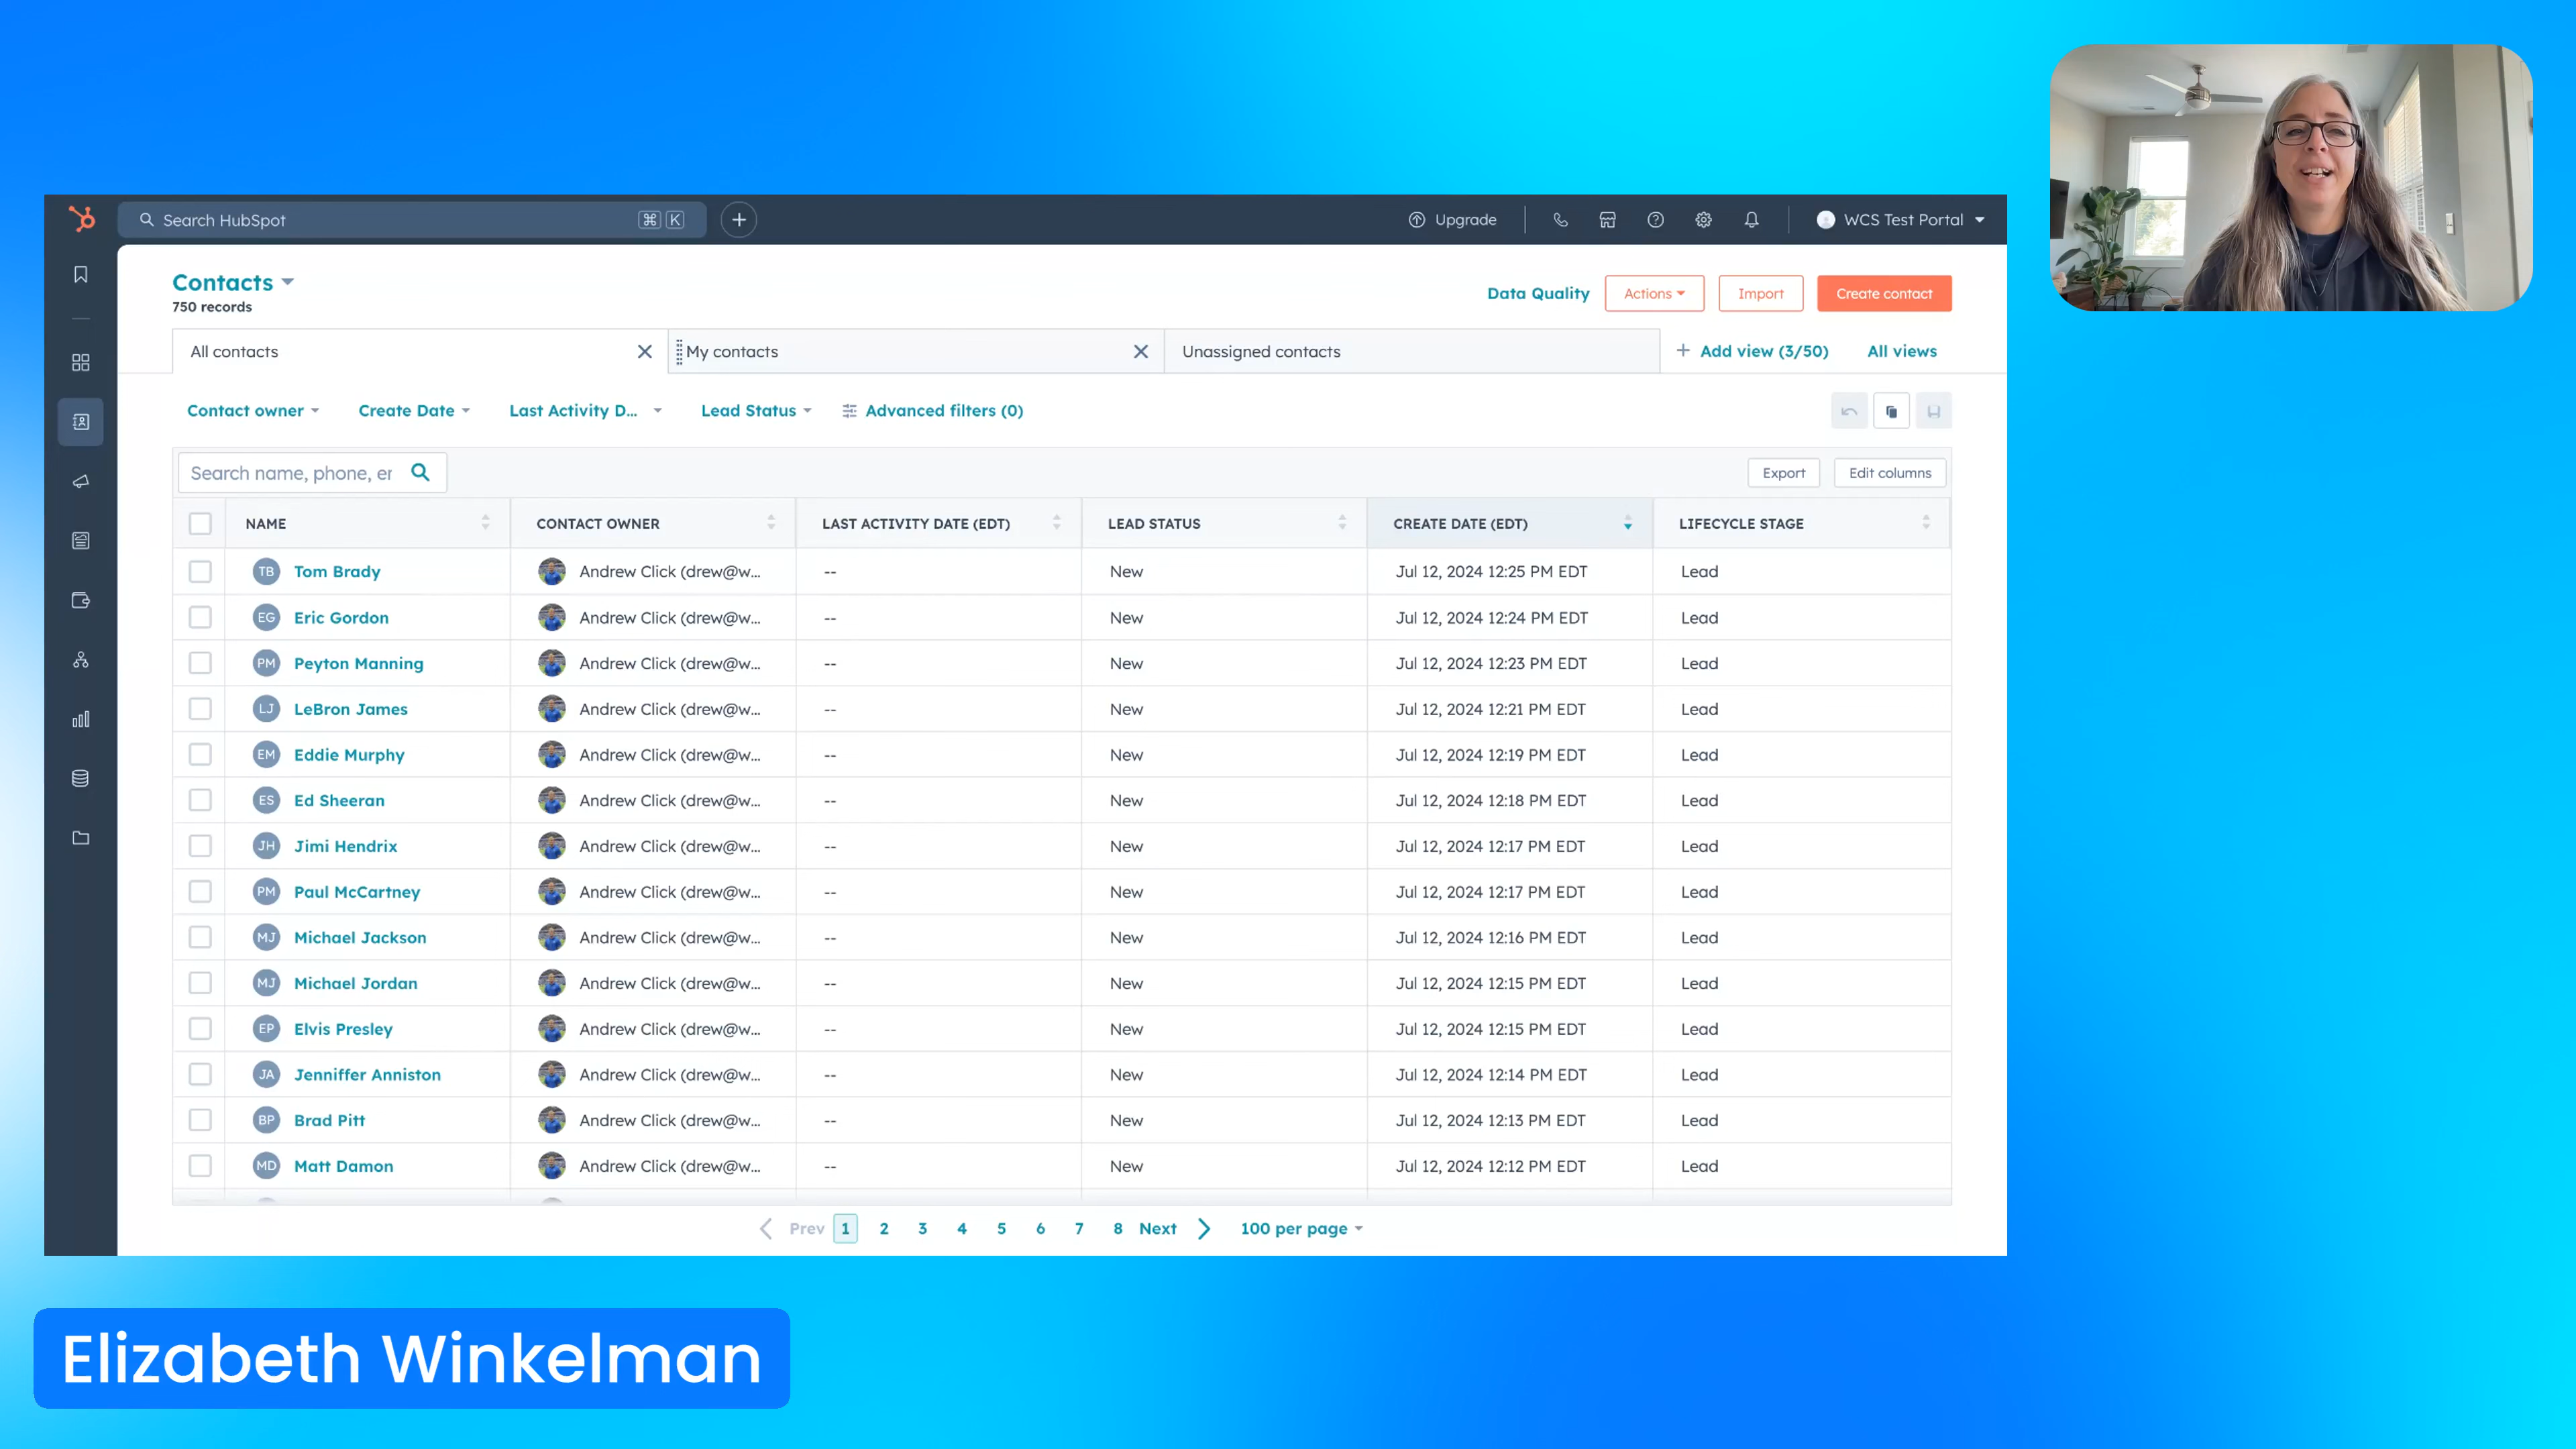 Search HubSpot ⌘ K
Upgrade
WCS Test Portal
Contacts
750 records
Data Quality Actions Import Create contact
All contacts My contacts Unassigned contacts + Add view (3/50) All views
Contact owner Create Date Last Activity D... Lead Status Advanced filters (0)
Search name, phone, er Export Edit columns
NAME CONTACT OWNER LAST ACTIVITY DATE (EDT) LEAD STATUS CREATE DATE (EDT) LIFECYCLE STAGE
TB Tom Brady Andrew Click (drew@w... -- New Jul 12, 2024 12:25 PM EDT Lead
EG Eric Gordon Andrew Click (drew@w... -- New Jul 12, 2024 12:24 PM EDT Lead
PM Peyton Manning Andrew Click (drew@w... -- New Jul 12, 2024 12:23 PM EDT Lead
LJ LeBron James Andrew Click (drew@w... -- New Jul 12, 2024 12:21 PM EDT Lead
EM Eddie Murphy Andrew Click (drew@w... -- New Jul 12, 2024 12:19 PM EDT Lead
ES Ed Sheeran Andrew Click (drew@w... -- New Jul 12, 2024 12:18 PM EDT Lead
JH Jimi Hendrix Andrew Click (drew@w... -- New Jul 12, 2024 12:17 PM EDT Lead
PM Paul McCartney Andrew Click (drew@w... -- New Jul 12, 2024 12:17 PM EDT Lead
MJ Michael Jackson Andrew Click (drew@w... -- New Jul 12, 2024 12:16 PM EDT Lead
MJ Michael Jordan Andrew Click (drew@w... -- New Jul 12, 2024 12:15 PM EDT Lead
EP Elvis Presley Andrew Click (drew@w... -- New Jul 12, 2024 12:15 PM EDT Lead
JA Jenniffer Anniston Andrew Click (drew@w... -- New Jul 12, 2024 12:14 PM EDT Lead
BP Brad Pitt Andrew Click (drew@w... -- New Jul 12, 2024 12:13 PM EDT Lead
MD Matt Damon Andrew Click (drew@w... -- New Jul 12, 2024 12:12 PM EDT Lead
Prev 1 2 3 4 5 6 7 8 Next 100 per page
Elizabeth Winkelman